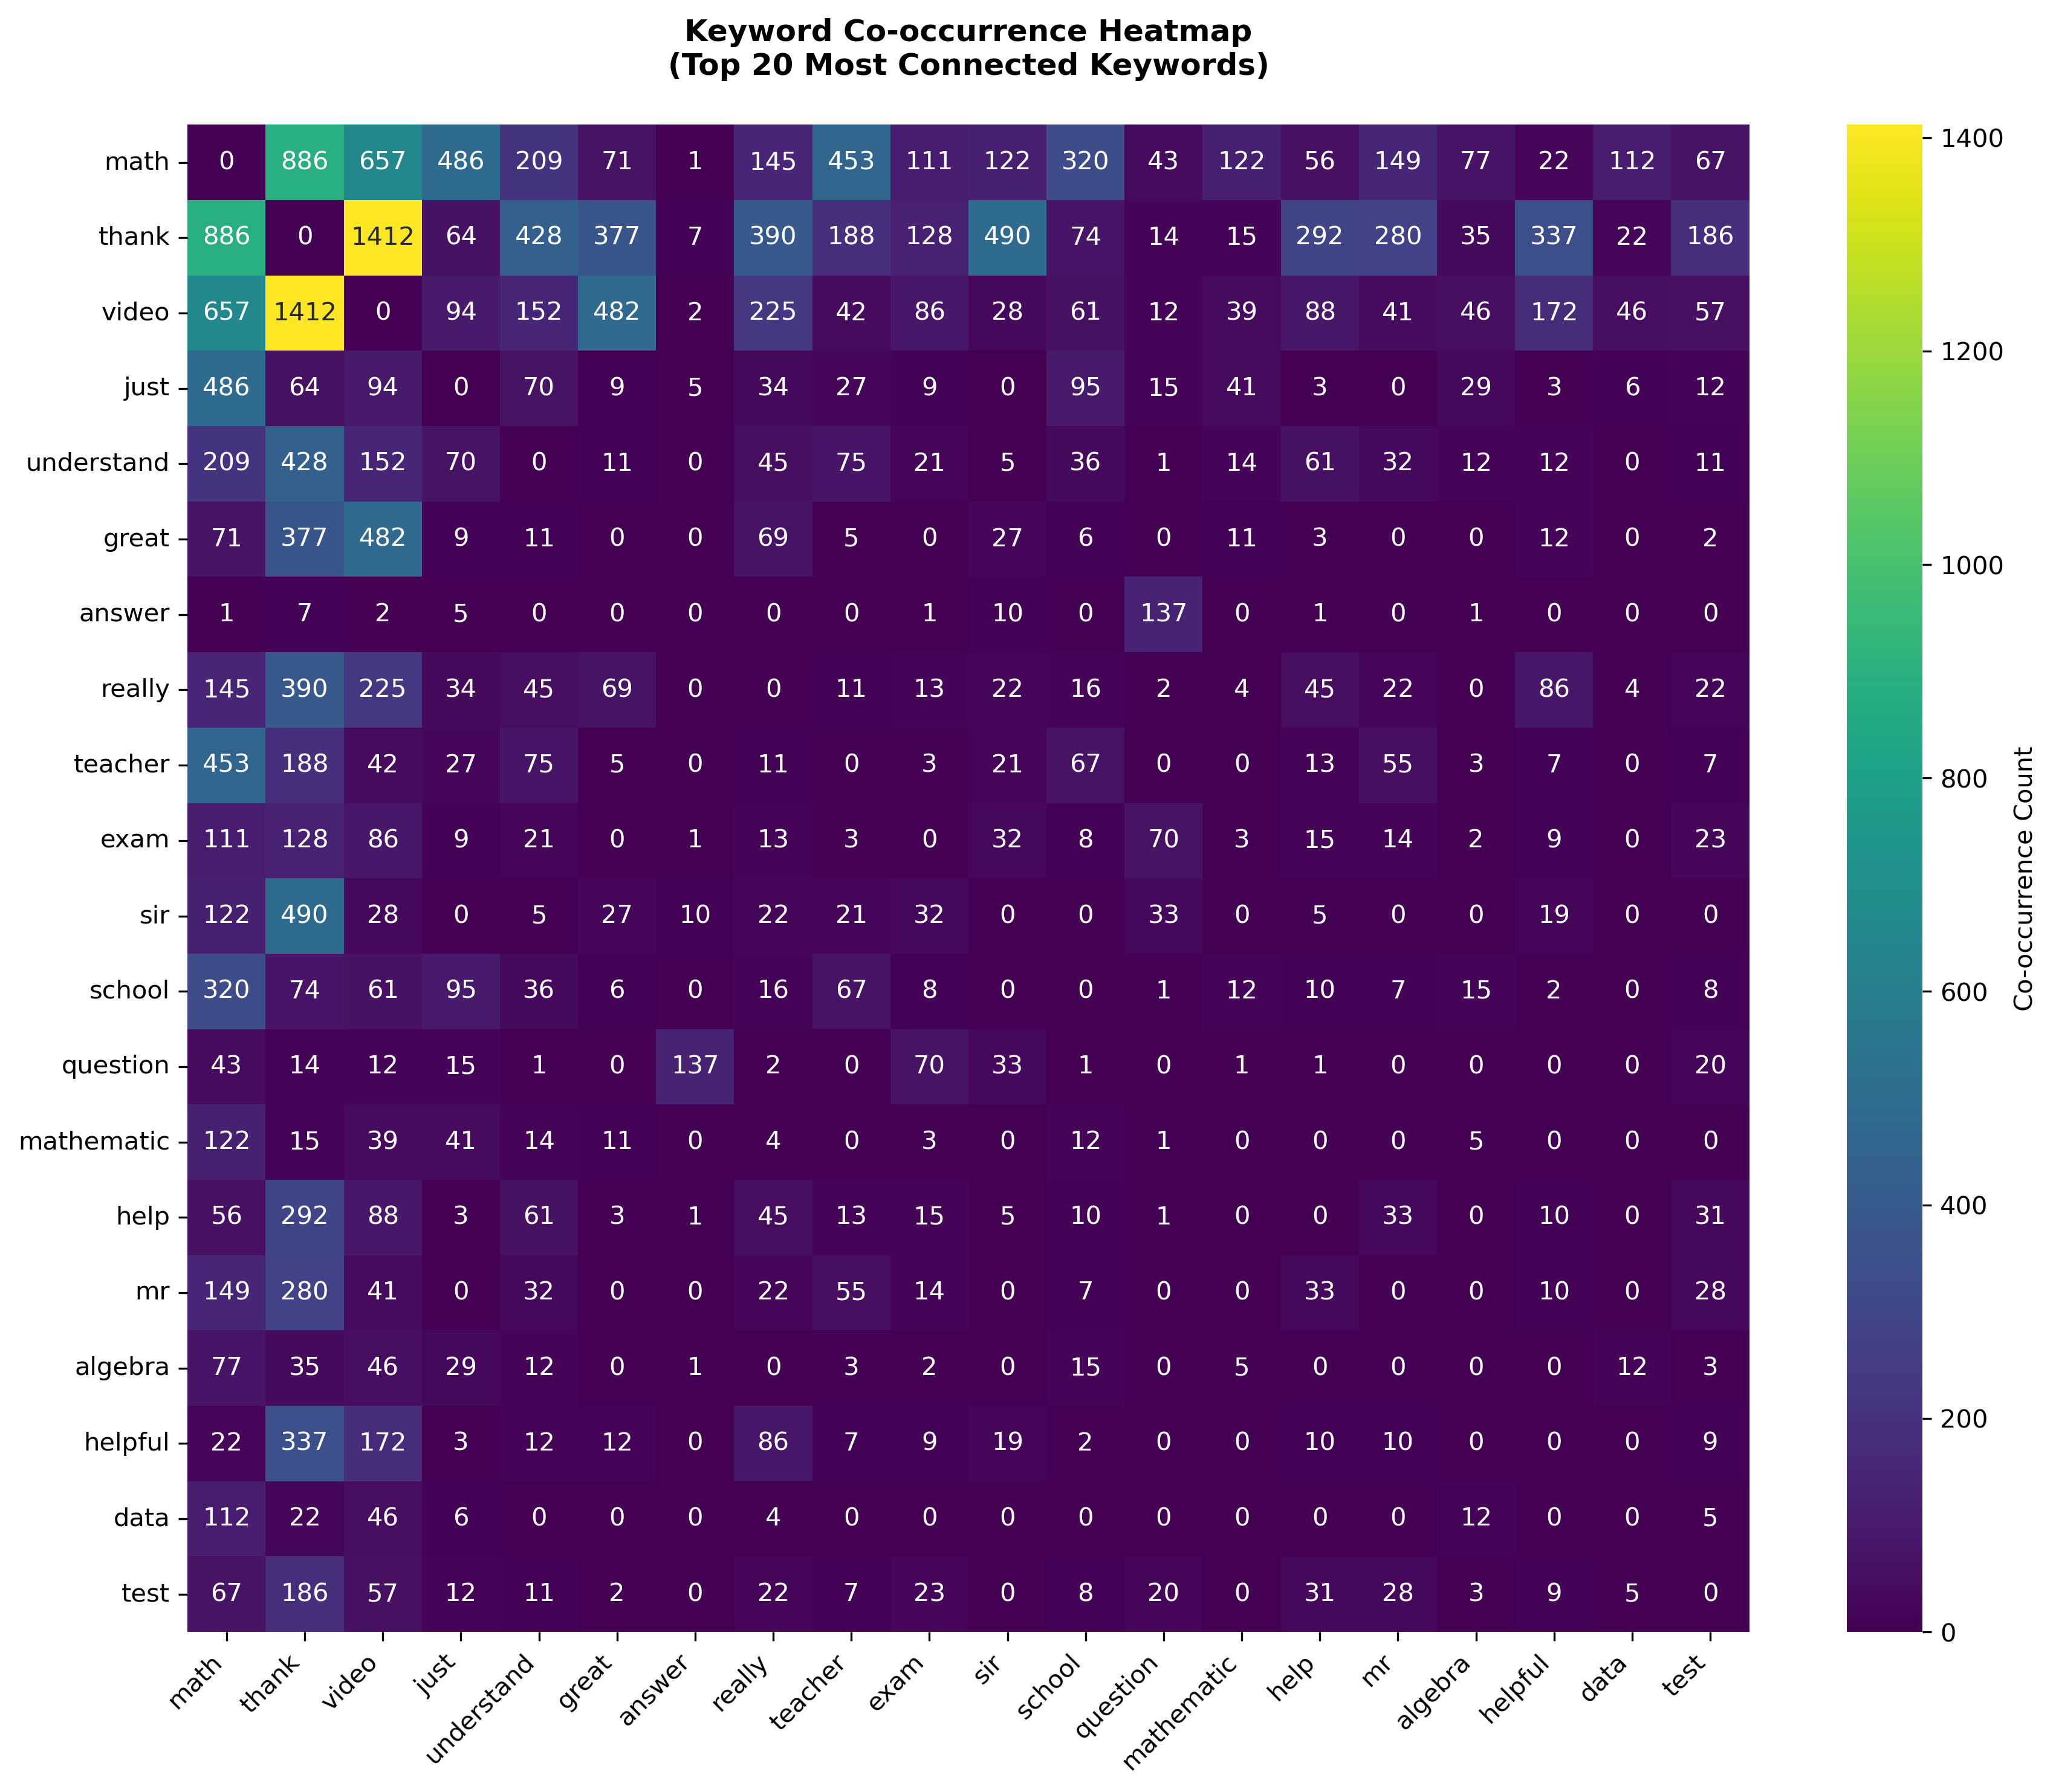 Keyword Co-occurrence Heatmap
(Top 20 Most Connected Keywords)
math 0 886 657 486 209 71 1 145 453 111 122 320 43 122 56 149 77 22 112 67
thank 886 0 1412 64 428 377 7 390 188 128 490 74 14 15 292 280 35 337 22 186
video 657 1412 0 94 152 482 2 225 42 86 28 61 12 39 88 41 46 172 46 57
just 486 64 94 0 70 9 5 34 27 9 0 95 15 41 3 0 29 3 6 12
understand 209 428 152 70 0 11 0 45 75 21 5 36 1 14 61 32 12 12 0 11
great 71 377 482 9 11 0 0 69 5 0 27 6 0 11 3 0 0 12 0 2
answer 1 7 2 5 0 0 0 0 0 1 10 0 137 0 1 0 1 0 0 0
really 145 390 225 34 45 69 0 0 11 13 22 16 2 4 45 22 0 86 4 22
teacher 453 188 42 27 75 5 0 11 0 3 21 67 0 0 13 55 3 7 0 7
exam 111 128 86 9 21 0 1 13 3 0 32 8 70 3 15 14 2 9 0 23
sir 122 490 28 0 5 27 10 22 21 32 0 0 33 0 5 0 0 19 0 0
school 320 74 61 95 36 6 0 16 67 8 0 0 1 12 10 7 15 2 0 8
question 43 14 12 15 1 0 137 2 0 70 33 1 0 1 1 0 0 0 0 20
mathematic 122 15 39 41 14 11 0 4 0 3 0 12 1 0 0 0 5 0 0 0
help 56 292 88 3 61 3 1 45 13 15 5 10 1 0 0 33 0 10 0 31
mr 149 280 41 0 32 0 0 22 55 14 0 7 0 0 33 0 0 10 0 28
algebra 77 35 46 29 12 0 1 0 3 2 0 15 0 5 0 0 0 0 12 3
helpful 22 337 172 3 12 12 0 86 7 9 19 2 0 0 10 10 0 0 0 9
data 112 22 46 6 0 0 0 4 0 0 0 0 0 0 0 0 12 0 0 5
test 67 186 57 12 11 2 0 22 7 23 0 8 20 0 31 28 3 9 5 0
math thank video just understand great answer really teacher exam sir school question mathematic help mr algebra helpful data test
1400
1200
1000
800
600
400
200
0
Co-occurrence Count